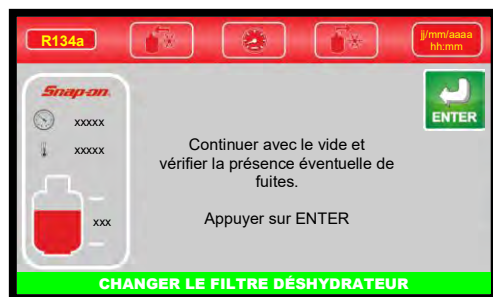 R134a
jj/mm/aaaa
hh:mm
Snap-on
ENTER
xxxxx
xxxxx
xxx
Continuer avec le vide et
vérifier la présence éventuelle de
fuites.
Appuyer sur ENTER
CHANGER LE FILTRE DÉSHYDRATEUR